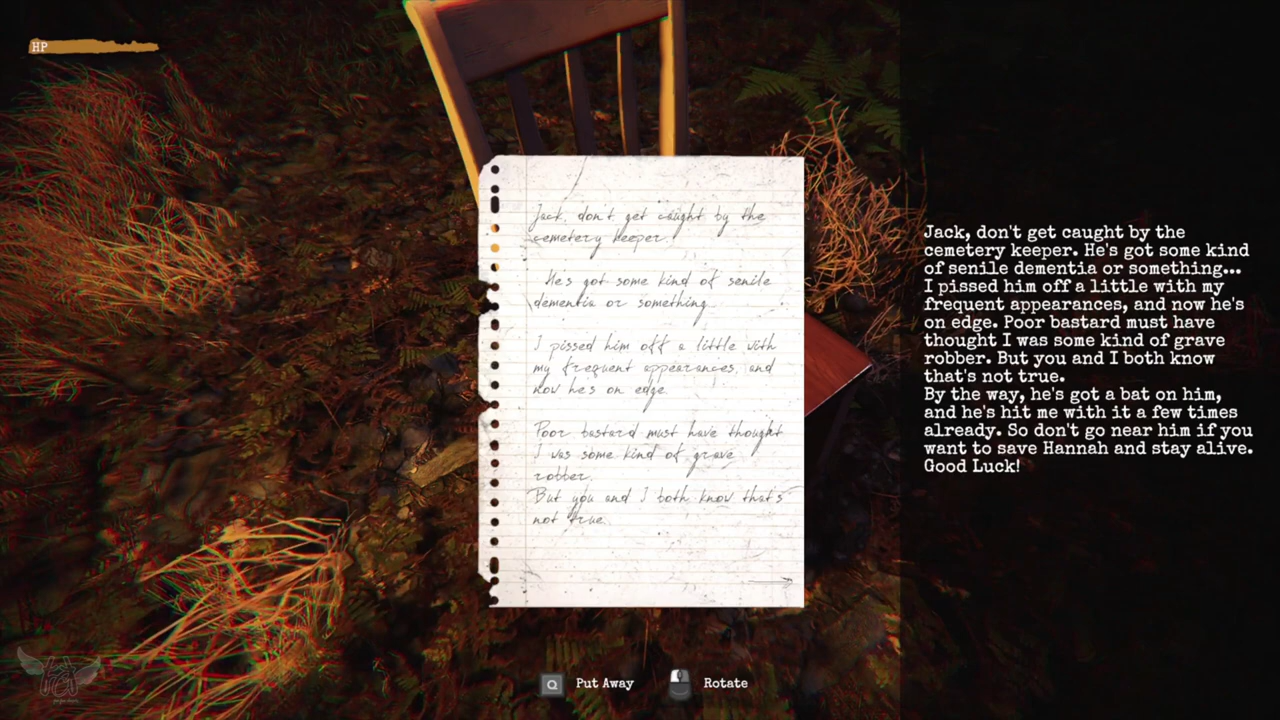 HP
Jack, don't get caught by the
cemetery keeper.
He's got some kind of senile
dementia or something
I pissed him off a little with
my frequent appearances, and
now he's on edge.
Poor bastard must have thought
I was some kind of grave
robber.
But you and I both know that's
not true.
Jack, don't get caught by the
cemetery keeper. He's got some kind
of senile dementia or something...
I pissed him off a little with my
frequent appearances, and now he's
on edge. Poor bastard must have
thought I was some kind of grave
robber. But you and I both know
that's not true.
By the way, he's got a bat on him,
and he's hit me with it a few times
already. So don't go near him if you
want to save Hannah and stay alive.
Good Luck!
Q Put Away
Rotate